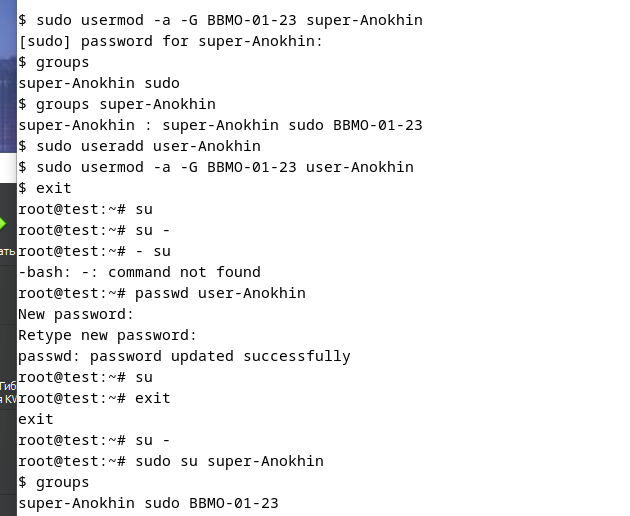 $ sudo usermod -a -G BBMO-01-23 super-Anokhin
[sudo] password for super-Anokhin:
$ groups
super-Anokhin sudo
$ groups super-Anokhin
super-Anokhin : super-Anokhin sudo BBMO-01-23
$ sudo useradd user-Anokhin
$ sudo usermod -a -G BBMO-01-23 user-Anokhin
$ exit
root@test:~# su
root@test:~# su -
ать
root@test:~# - su
-bash: -: command not found
root@test:~# passwd user-Anokhin
New password:
Retype new password:
passwd: password updated successfully
root@test:~# su
Гиб
root@test:~# exit
я KV
exit
root@test:~# su -
root@test:~# sudo su super-Anokhin
$ groups
super-Anokhin sudo BBMO-01-23